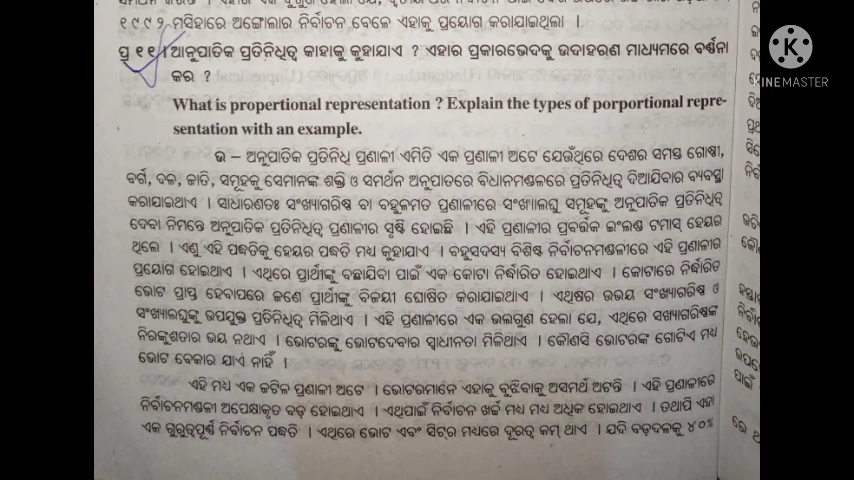 ୧୯୯୨ ମସିହାରେ ଅଙ୍ଗୋଲାର ନିର୍ବାଚନ ବେଳେ ଏହାକୁ ପ୍ରୟୋଗ କରାଯାଇଥିଲା ।
ପ୍ର ୧୧। ଆନୁପାତିକ ପ୍ରତିନିଧିତ୍ୱ କାହାକୁ କୁହାଯାଏ ? ଏହାର ପ୍ରକାରଭେଦକୁ ଉଦାହରଣ ମାଧ୍ୟମରେ ବର୍ଣ୍ଣନା
କର ?
What is propertional representation ? Explain the types of porportional repre-
sentation with an example.
ଉ – ଅନୁପାତିକ ପ୍ରତିନିଧି ପ୍ରଣାଳୀ ଏମିତି ଏକ ପ୍ରଣାଳୀ ଅଟେ ଯେଉଁଥିରେ ଦେଶର ସମସ୍ତ ଗୋଷ୍ଠୀ,
ବର୍ଗ, ଦଳ, ଜାତି, ସମୂହକୁ ସେମାନଙ୍କ ଶକ୍ତି ଓ ସମର୍ଥନ ଅନୁପାତରେ ବିଧାନମଣ୍ଡଳରେ ପ୍ରତିନିଧିତ୍ୱ ଦିଆଯିବାର ବ୍ୟବସ୍ଥା
କରାଯାଇଥାଏ । ସାଧାରଣତଃ ସଂଖ୍ୟାଗରିଷ୍ଠ ବା ବହୁଳମତ ପ୍ରଣାଳୀରେ ସଂଖ୍ୟାଲଘୁ ସମୂହଙ୍କୁ ଅନୁପାତିକ ପ୍ରତିନିଧିତ୍ୱ
ଦେବା ନିମନ୍ତେ ଅନୁପାତିକ ପ୍ରତିନିଧିତ୍ୱ ପ୍ରଣାଳୀର ସୃଷ୍ଟି ହୋଇଛି । ଏହି ପ୍ରଣାଳୀର ପ୍ରବର୍ତ୍ତକ ଇଂଲଣ୍ଡ ଟମାସ୍ ହେୟର
ଥିଲେ । ଏଣୁ ଏହି ପଦ୍ଧତିକୁ ହେୟର ପଦ୍ଧତି ମଧ୍ୟ କୁହାଯାଏ । ବହୁସଦସ୍ୟ ବିଶିଷ୍ଟ ନିର୍ବାଚନମଣ୍ଡଳୀରେ ଏହି ପ୍ରଣାଳୀର
ପ୍ରୟୋଗ ହୋଇଥାଏ । ଏଥିରେ ପ୍ରାର୍ଥୀଙ୍କୁ ବଛାଯିବା ପାଇଁ ଏକ କୋଟା ନିର୍ଦ୍ଧାରିତ ହୋଇଥାଏ । କୋଟାରେ ନିର୍ଦ୍ଧାରିତ
ଭୋଟ ପ୍ରାପ୍ତ ହେବାପରେ ଜଣେ ପ୍ରାର୍ଥୀଙ୍କୁ ବିଜୟୀ ଘୋଷିତ କରାଯାଇଥାଏ । ଏଥିଷର ଉଭୟ ସଂଖ୍ୟାଗରିଷ୍ଠ ଓ
ସଂଖ୍ୟାଲଘୁଙ୍କୁ ଉପଯୁକ୍ତ ପ୍ରତିନିଧିତ୍ୱ ମିଳିଥାଏ । ଏହି ପ୍ରଣାଳୀରେ ଏକ ଭଲଗୁଣ ହେଲା ଯେ, ଏଥିରେ ସଖ୍ୟାଗରିଷ୍ଠଙ୍କ
ନିରଙ୍କୁଶତାର ଭୟ ନଥାଏ । ଭୋଟରଙ୍କୁ ଭୋଟଦେବାର ସ୍ୱାଧୀନତା ମିଳିଥାଏ । କୌଣସି ଭୋଟରଙ୍କ ଗୋଟିଏ ମଧ୍ୟ
ଭୋଟ ବେକାର ଯାଏ ନାହିଁ ।
ଏହି ମଧ୍ୟ ଏକ ଜଟିଳ ପ୍ରଣାଳୀ ଅଟେ । ଭୋଟରମାନେ ଏହାକୁ ବୁଝିବାକୁ ଅସମର୍ଥ ଅଟନ୍ତି । ଏହି ପ୍ରଣାଳୀରେ
ନିର୍ବାଚନମଣ୍ଡଳୀ ଅପେକ୍ଷାକୃତ ବଡ଼ ହୋଇଥାଏ । ଏଥିପାଇଁ ନିର୍ବାଚନ ଖର୍ଚ୍ଚ ମଧ୍ୟ ମଧ୍ୟ ଅଧିକ ହୋଇଥାଏ । ତଥାପି ଏହା
ଏକ ଗୁରୁତ୍ୱପୂର୍ଣ୍ଣ ନିର୍ବାଚନ ପଦ୍ଧତି । ଏଥିରେ ଭୋଟ ଏବଂ ସିଟ୍‌ର ମଧ୍ୟରେ ଦୂରତ୍ୱ କମ୍ ଥାଏ । ଯଦି ବଡ଼ଦଳକୁ ୪୦%
KINEMASTER